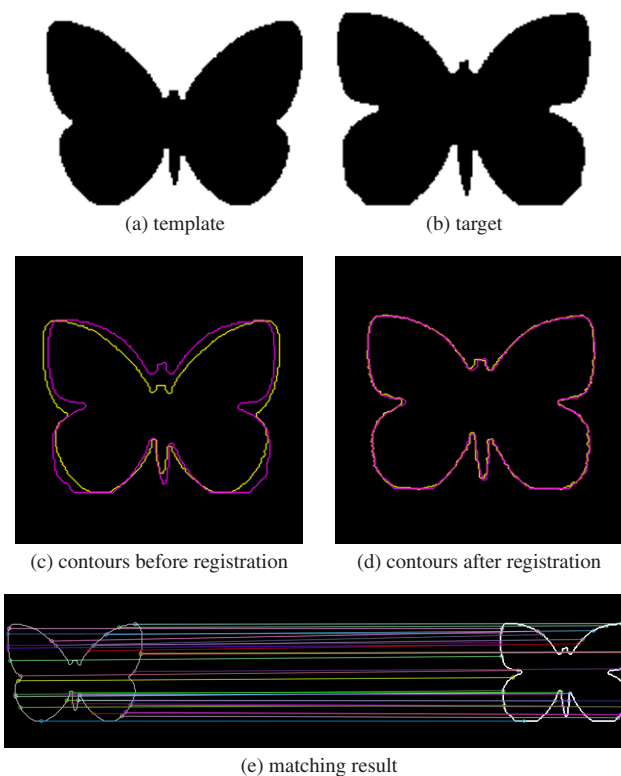 (a) template
(b) target
(c) contours before registration
(d) contours after registration
(e) matching result